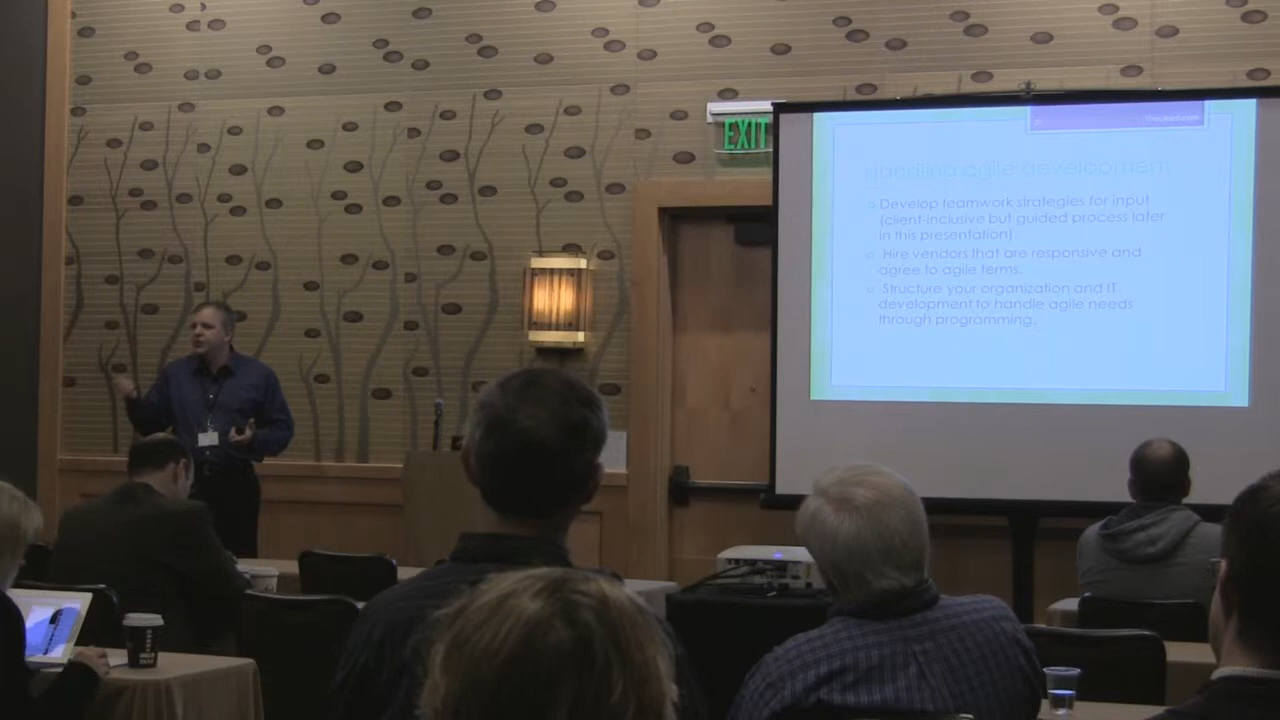 EXIT
Handling agile development
Develop teamwork strategies for input
(client-inclusive but guided process later
in this presentation)
Hire vendors that are responsive and
agree to agile terms.
Structure your organization and IT
development to handle agile needs
through programming.